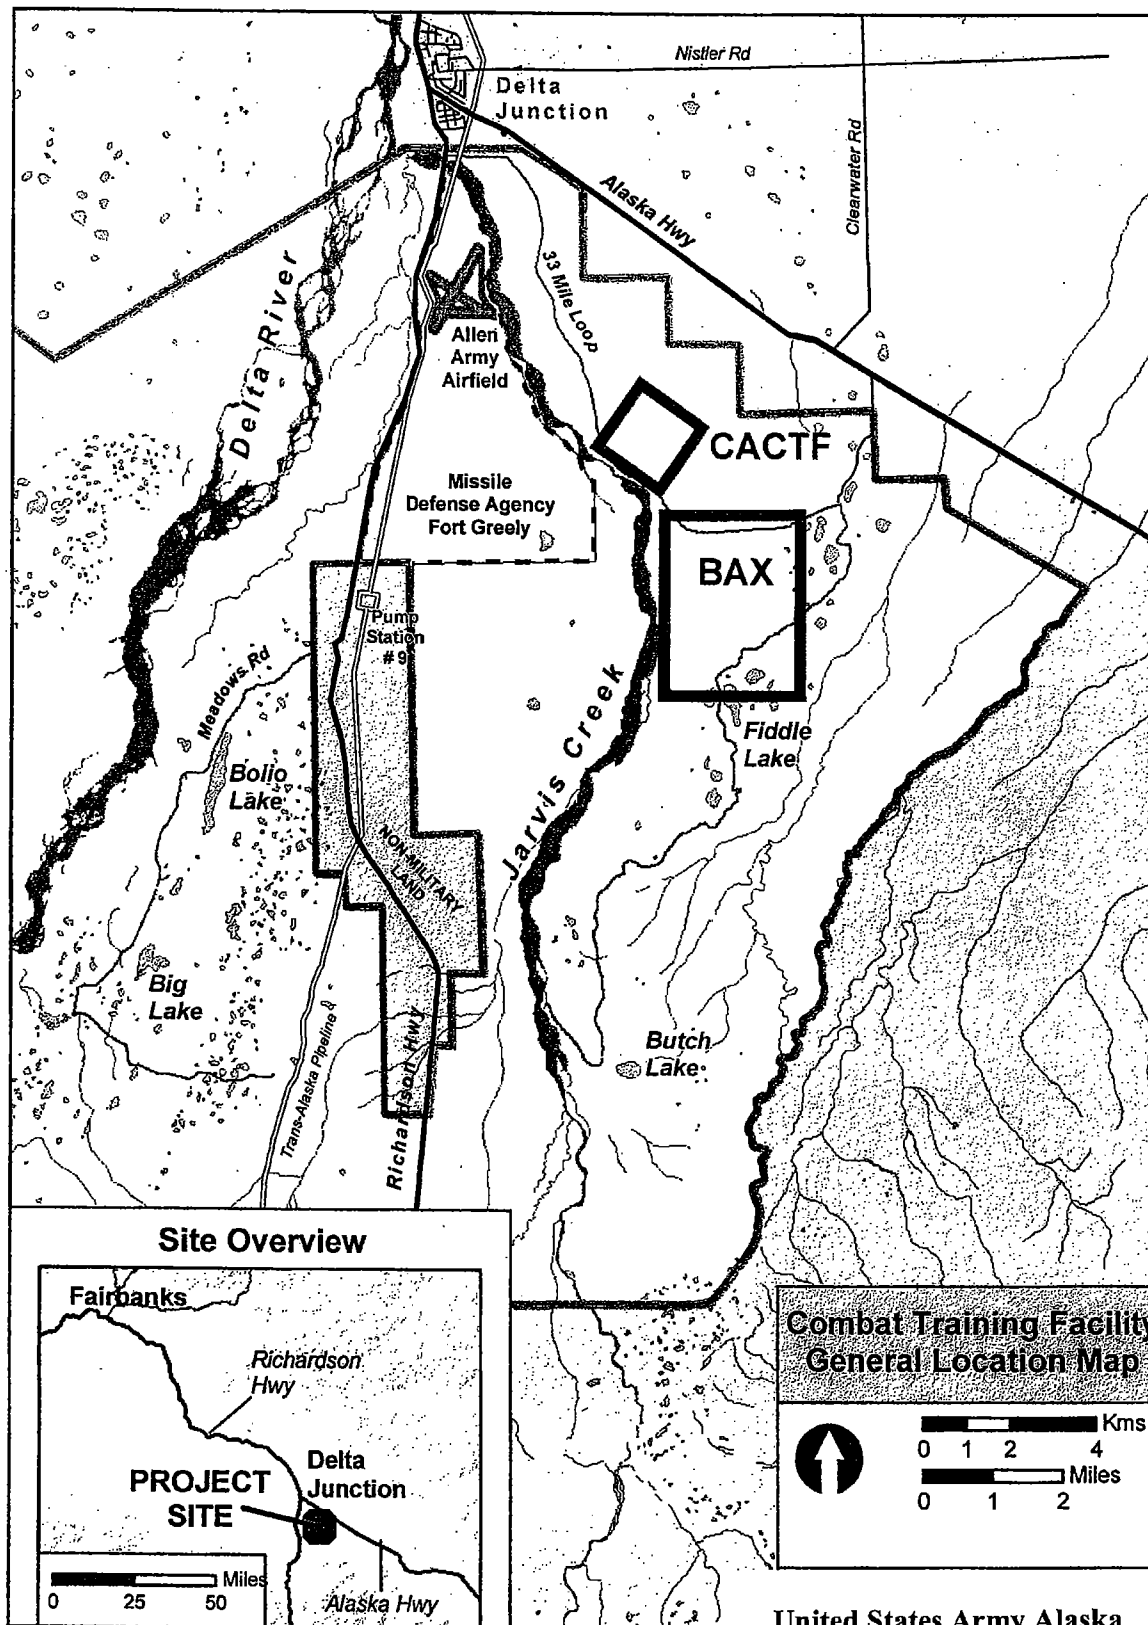 Nistler Rd
Delta
Junction
Clearwater Rd
Alaska Hwy
33 Mile Loop
Delta River
Allen
Army
Airfield
CACTF
Missile
Defense Agency
Fort Greely
BAX
Pump
Station
# 9
Meadows Rd
Jarvis Creek
Fiddle
Lake
Bolio
Lake
NON-MILITARY
LAND
Big
Lake
Butch
Lake
Trans-Alaska Pipeline
Richardson Hwy
Site Overview
Fairbanks
Richardson
Hwy
Delta
Junction
PROJECT
SITE
Miles
0 25 50
Alaska Hwy
Combat Training Facility
General Location Map
Kms
0 1 2 4
Miles
0 1 2
United States Army Alaska